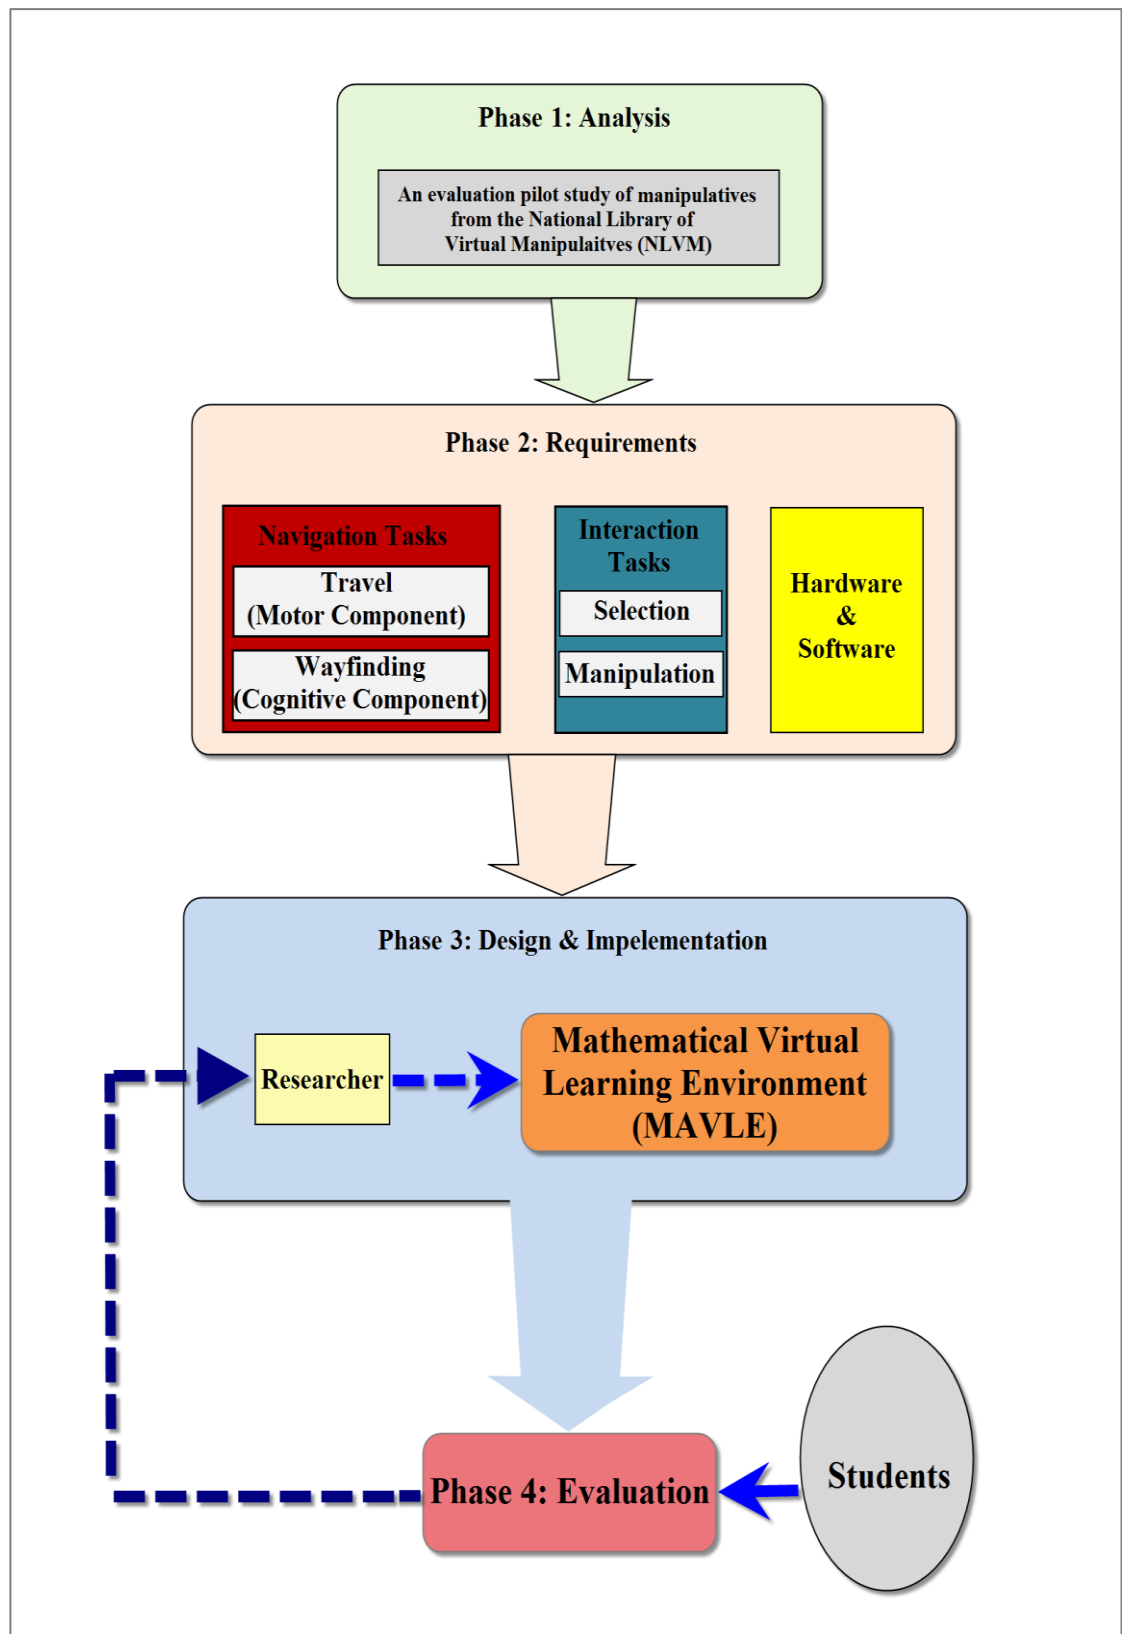 Phase 1: Analysis
An evaluation pilot study of manipulatives
from the National Library of
Virtual Manipulaitves (NLVM)
Phase 2: Requirements
Navigation Tasks
Travel
(Motor Component)
Wayfinding
(Cognitive Component)
Interaction
Tasks
Selection
Manipulation
Hardware
&
Software
Phase 3: Design & Impelementation
Researcher
Mathematical Virtual
Learning Environment
(MAVLE)
Phase 4: Evaluation
Students